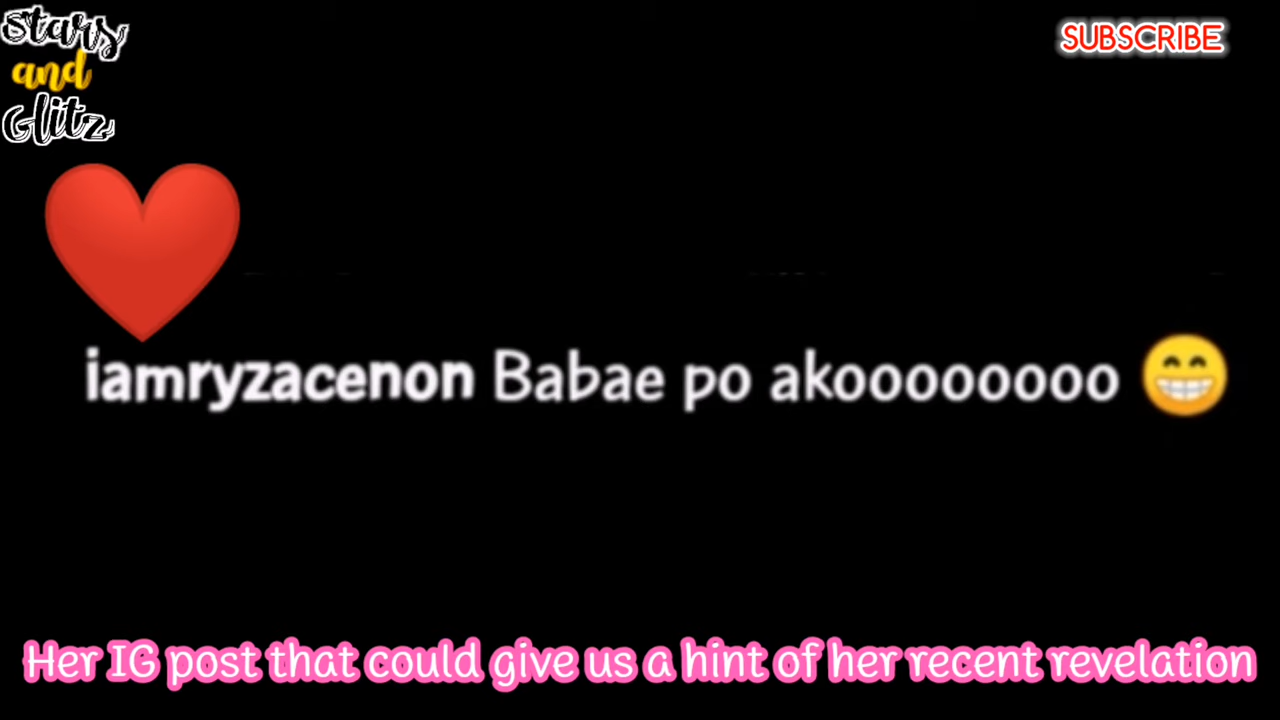 stars
and
Glitz
SUBSCRIBE
iamryzacenon Babae po akoooooooo 😁
Her IG post that could give us a hint of her recent revelation